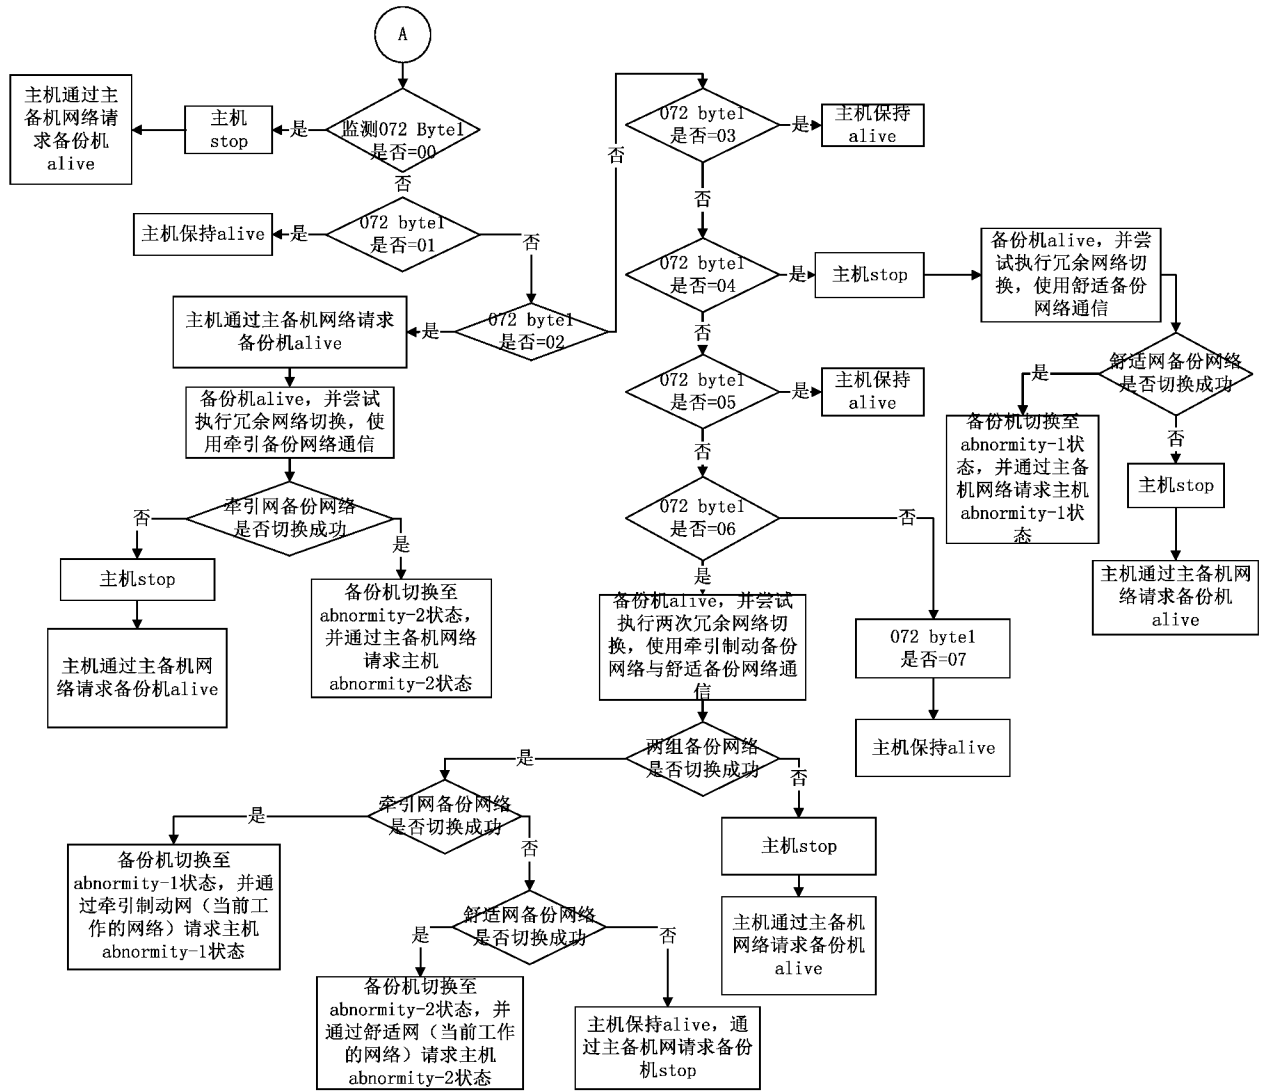 A
主机通过主
备机网络请
求备份机
alive
主机
stop
是
监测072 Byte1
是否=00
否
主机保持alive
是
072 byte1
是否=01
否
主机通过主备机网络请求
备份机alive
是
072 byte1
是否=02
否
备份机alive，并尝试
执行冗余网络切换，使
用牵引备份网络通信
牵引网备份网络
是否切换成功
否
是
主机stop
主机通过主备机网
络请求备份机alive
备份机切换至
abnormity-2状态，
并通过主备机网络
请求主机
abnormity-2状态
072 byte1
是否=03
是
主机保持
alive
否
072 byte1
是否=04
是
主机stop
备份机alive，并尝
试执行冗余网络切
换，使用舒适备份
网络通信
舒适网备份网络
是否切换成功
是
备份机切换至
abnormity-1状
态，并通过主备
机网络请求主机
abnormity-1状
态
否
主机stop
主机通过主备机网
络请求备份机
alive
否
072 byte1
是否=05
是
主机保持
alive
否
072 byte1
是否=06
否
072 byte1
是否=07
主机保持alive
是
备份机alive，并尝试
执行两次冗余网络切
换，使用牵引制动备份
网络与舒适备份网络通
信
两组备份网络
是否切换成功
是
否
主机stop
主机通过主备机
网络请求备份机
alive
牵引网备份网络
是否切换成功
是
备份机切换至
abnormity-1状态，并通
过牵引制动网（当前工
作的网络）请求主机
abnormity-1状态
否
舒适网备份网络
是否切换成功
是
备份机切换至
abnormity-2状态，并
通过舒适网（当前工作
的网络）请求主机
abnormity-2状态
否
主机保持alive，通
过主备机网请求备份
机stop